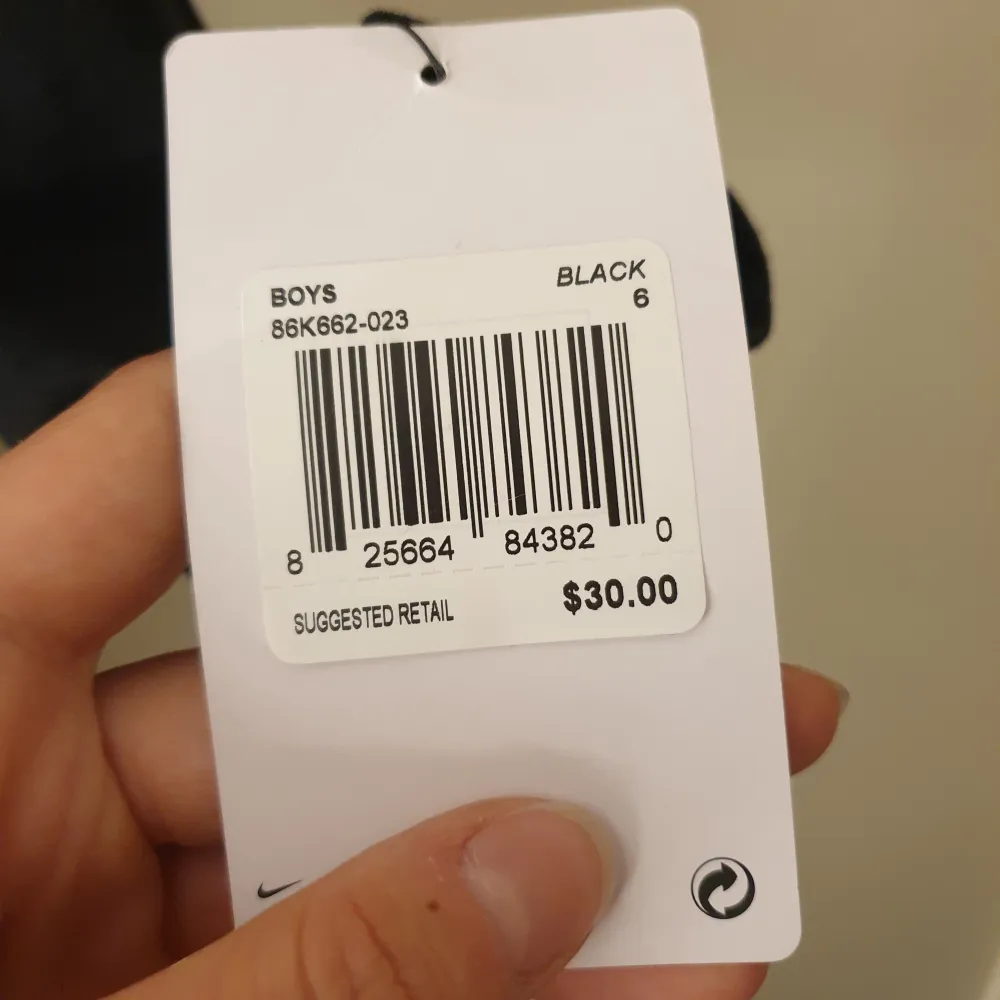 BOYS BLACK
86K662-023 6
8 25664 84382 0
SUGGESTED RETAIL $30.00